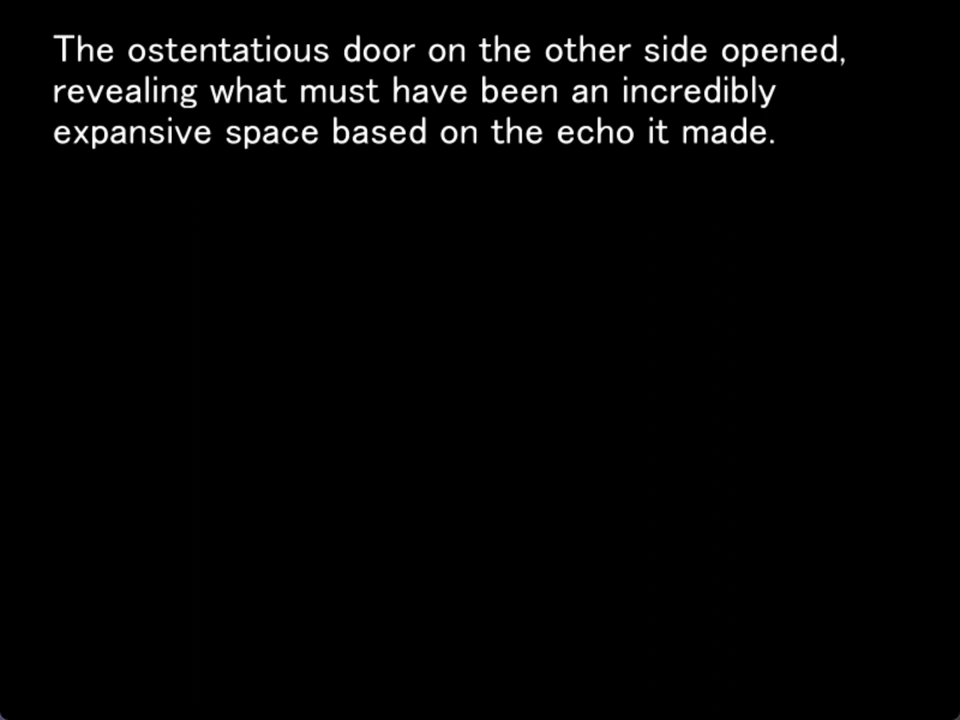 The ostentatious door on the other side opened,
revealing what must have been an incredibly
expansive space based on the echo it made.